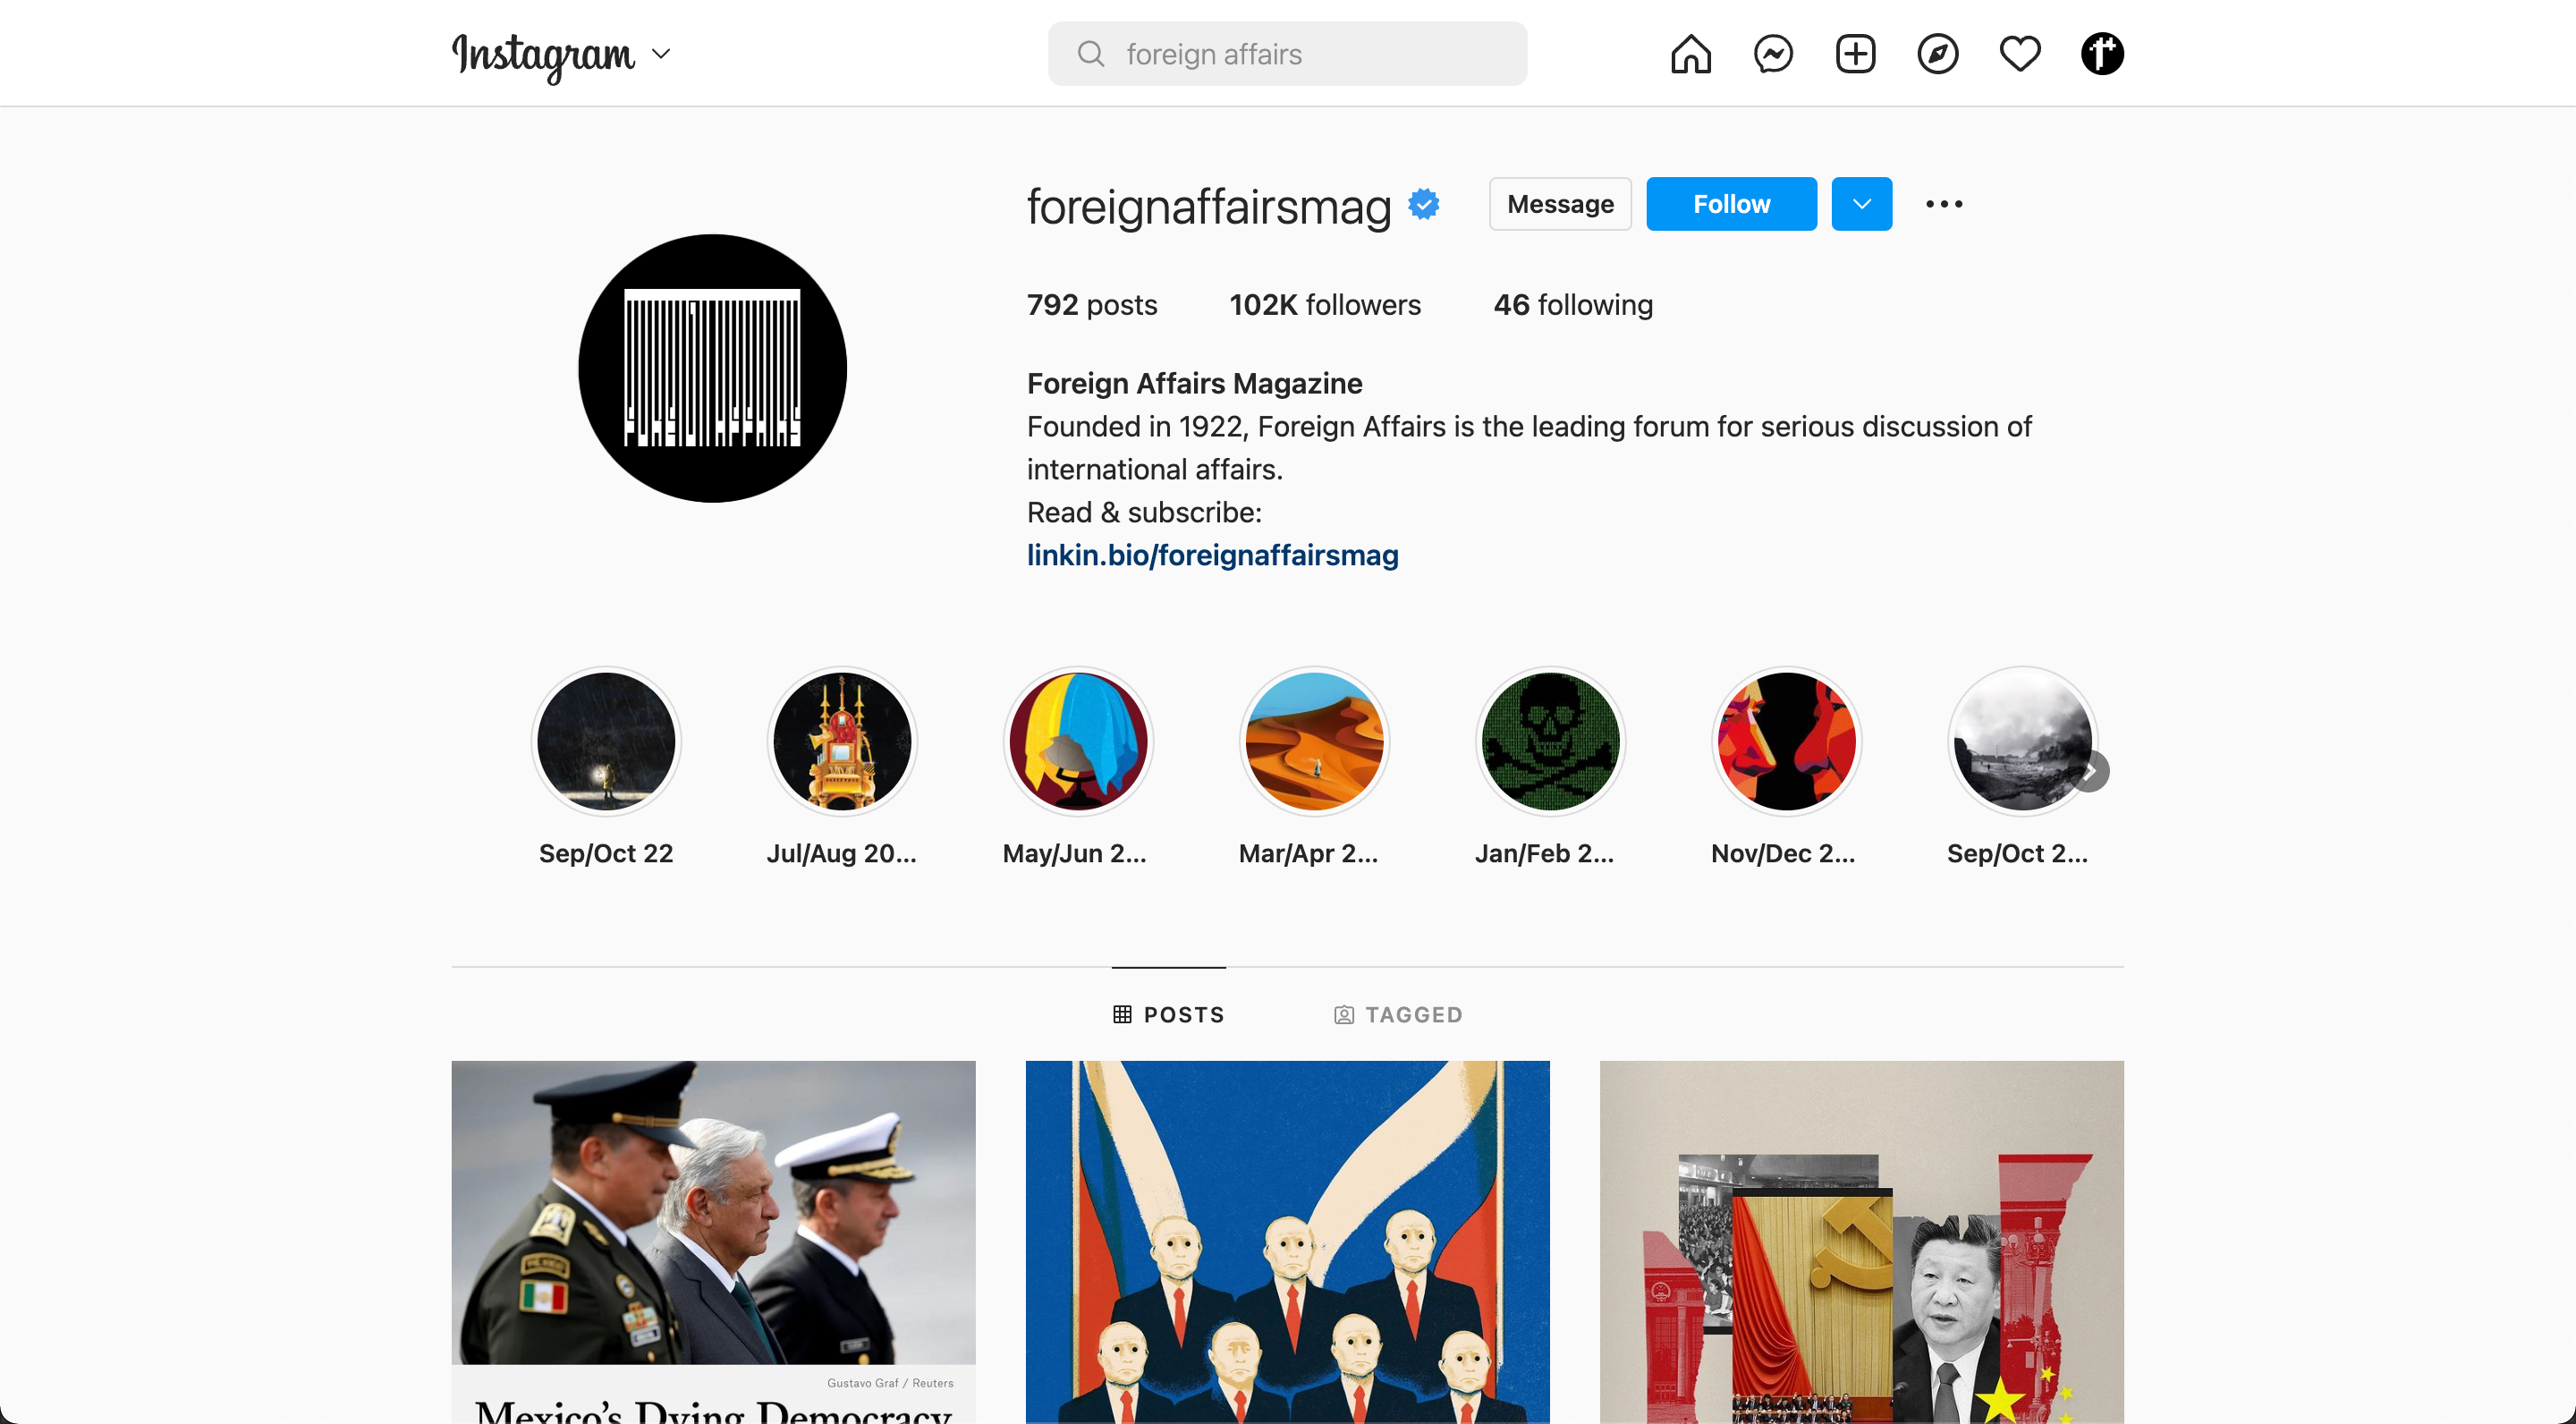 Instagram
foreign affairs
foreignaffairsmag
Message
Follow
792 posts 102K followers 46 following
Foreign Affairs Magazine
Founded in 1922, Foreign Affairs is the leading forum for serious discussion of
international affairs.
Read & subscribe:
linkin.bio/foreignaffairsmag
FOREIGN AFFAIRS
Sep/Oct 22
Jul/Aug 20...
May/Jun 2...
Mar/Apr 2...
Jan/Feb 2...
Nov/Dec 2...
Sep/Oct 2...
POSTS
TAGGED
MEXICO
Gustavo Graf / Reuters
Mexico's Dying Democracy